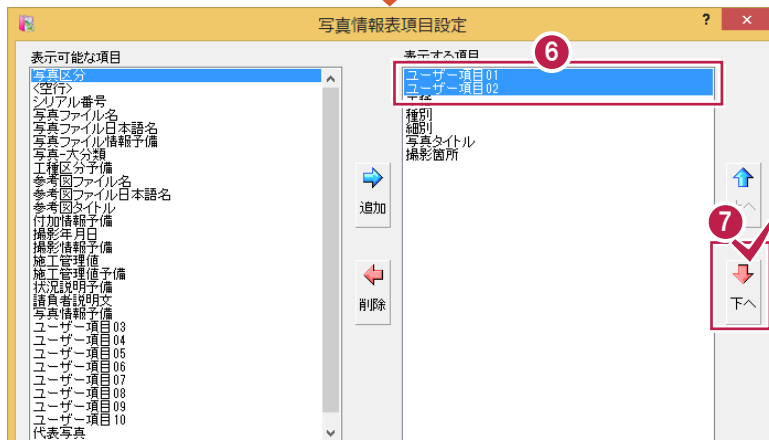 写真情報表項目設定
?
×
表示可能な項目
写真区分
<空行>
シリアル番号
写真ファイル名
写真ファイル日本語名
写真ファイル情報予備
写真-大分類
工種区分予備
参考図ファイル名
参考図ファイル日本語名
参考図タイトル
付加情報予備
撮影年月日
撮影情報予備
施工管理値
施工管理値予備
状況説明予備
請負者説明文
写真情報予備
ユーザー項目03
ユーザー項目04
ユーザー項目05
ユーザー項目06
ユーザー項目07
ユーザー項目08
ユーザー項目09
ユーザー項目10
代表写真
追加
削除
表示する項目
6
ユーザー項目01
ユーザー項目02
種別
細別
写真タイトル
撮影箇所
7
下へ